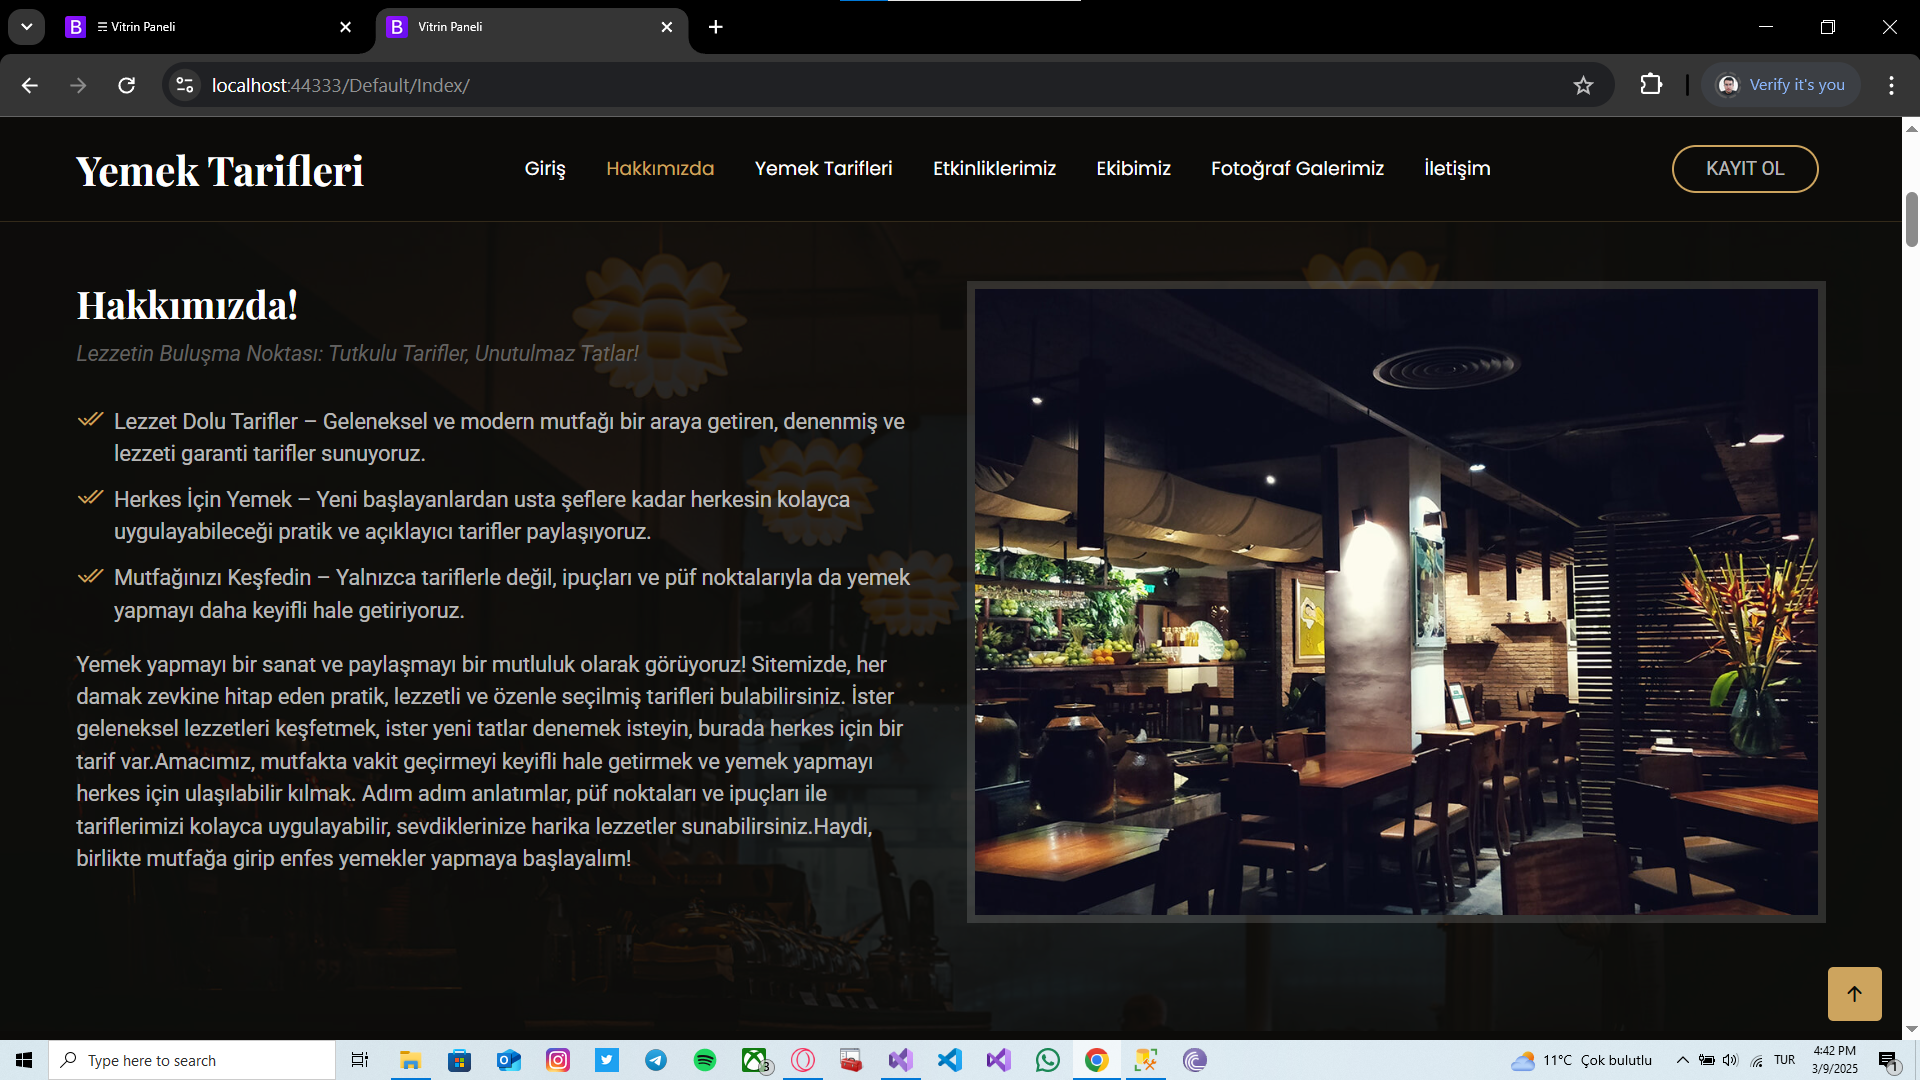 ☰ Vitrin Paneli
Vitrin Paneli
localhost:44333/Default/Index/
Verify it's you
Yemek Tarifleri
Giriş
Hakkımızda
Yemek Tarifleri
Etkinliklerimiz
Ekibimiz
Fotoğraf Galerimiz
İletişim
KAYIT OL
Hakkımızda!
Lezzetin Buluşma Noktası: Tutkulu Tarifler, Unutulmaz Tatlar!
Lezzet Dolu Tarifler – Geleneksel ve modern mutfağı bir araya getiren, denenmiş ve
lezzeti garanti tarifler sunuyoruz.
Herkes İçin Yemek – Yeni başlayanlardan usta şeflere kadar herkesin kolayca
uygulayabileceği pratik ve açıklayıcı tarifler paylaşıyoruz.
Mutfağınızı Keşfedin – Yalnızca tariflerle değil, ipuçları ve püf noktalarıyla da yemek
yapmayı daha keyifli hale getiriyoruz.
Yemek yapmayı bir sanat ve paylaşmayı bir mutluluk olarak görüyoruz! Sitemizde, her
damak zevkine hitap eden pratik, lezzetli ve özenle seçilmiş tarifleri bulabilirsiniz. İster
geleneksel lezzetleri keşfetmek, ister yeni tatlar denemek isteyin, burada herkes için bir
tarif var.Amacımız, mutfakta vakit geçirmeyi keyifli hale getirmek ve yemek yapmayı
herkes için ulaşılabilir kılmak. Adım adım anlatımlar, püf noktaları ve ipuçları ile
tariflerimizi kolayca uygulayabilir, sevdiklerinize harika lezzetler sunabilirsiniz.Haydi,
birlikte mutfağa girip enfes yemekler yapmaya başlayalım!
Type here to search
3
11°C Çok bulutlu
TUR
4:42 PM
3/9/2025
1